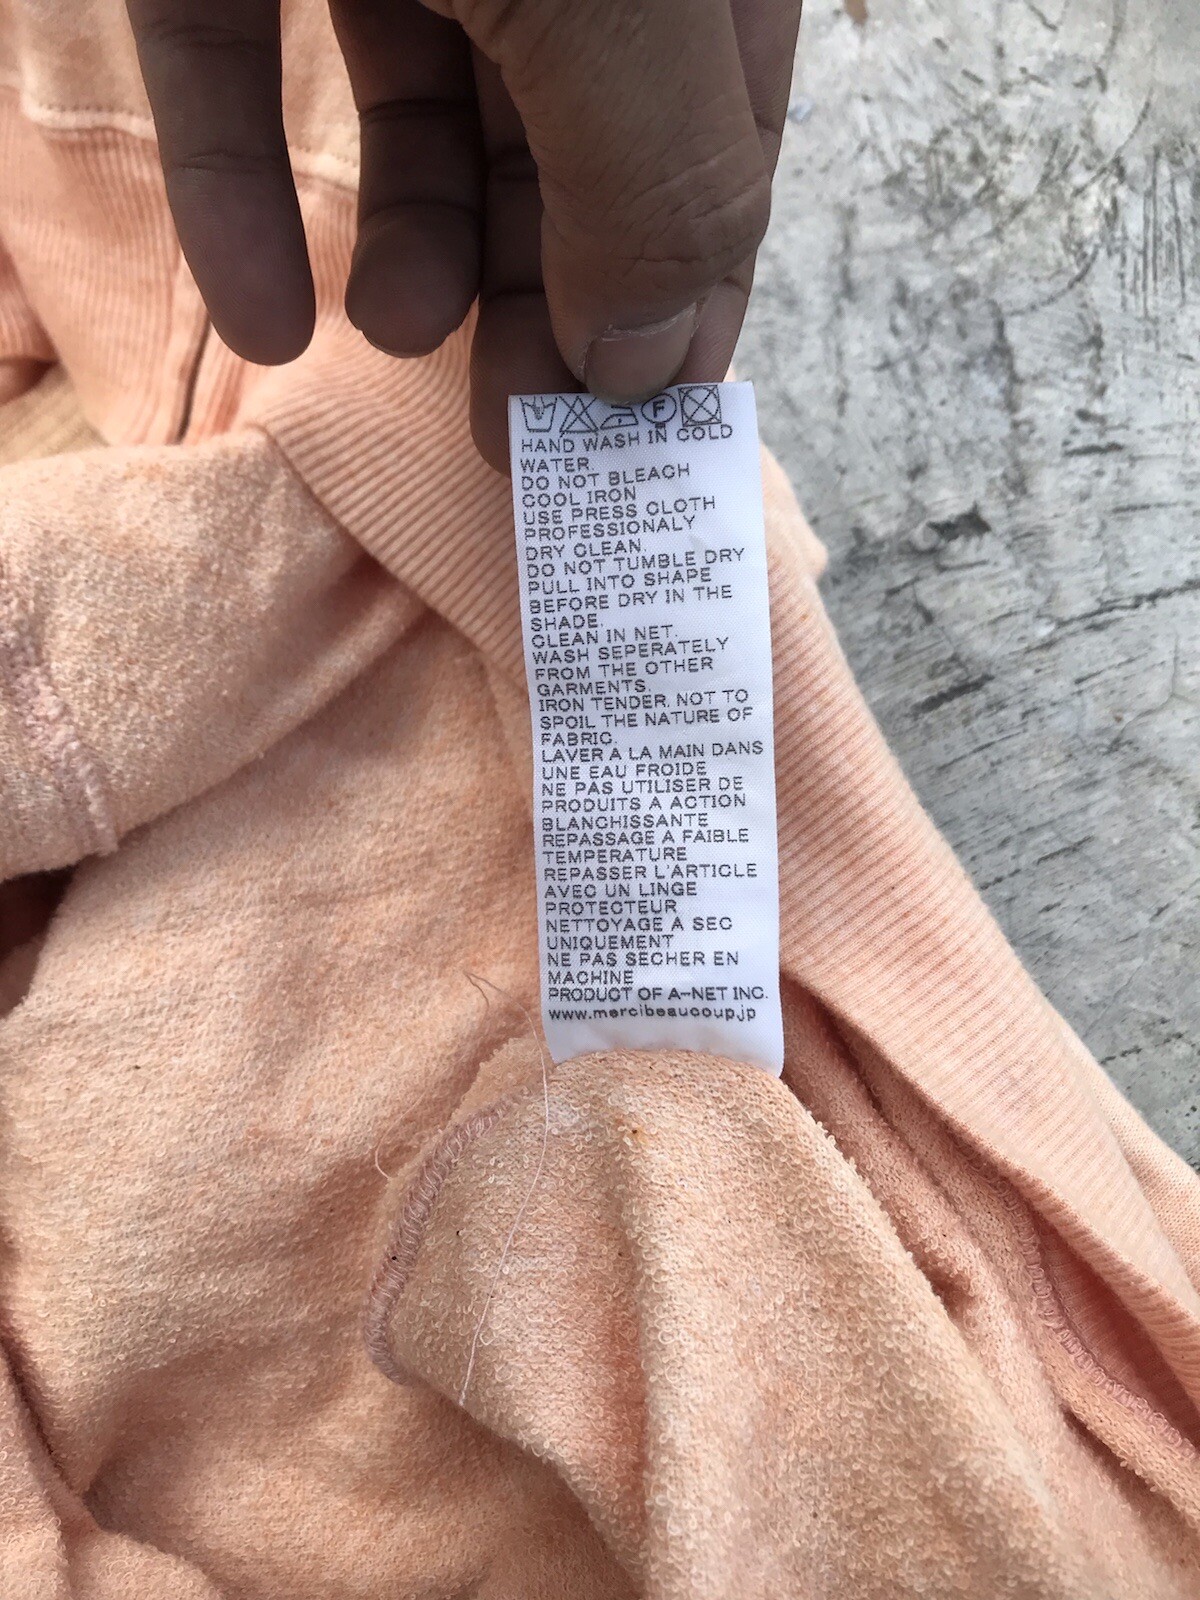 F
HAND WASH IN COLD
WATER.
DO NOT BLEACH
COOL IRON
USE PRESS CLOTH
PROFESSIONALY
DRY CLEAN.
DO NOT TUMBLE DRY
PULL INTO SHAPE
BEFORE DRY IN THE
SHADE.
CLEAN IN NET.
WASH SEPERATELY
FROM THE OTHER
GARMENTS.
IRON TENDER, NOT TO
SPOIL THE NATURE OF
FABRIC.
LAVER A LA MAIN DANS
UNE EAU FROIDE
NE PAS UTILISER DE
PRODUITS A ACTION
BLANCHISSANTE
REPASSAGE A FAIBLE
TEMPERATURE
REPASSER L'ARTICLE
AVEC UN LINGE
PROTECTEUR
NETTOYAGE A SEC
UNIQUEMENT
NE PAS SECHER EN
MACHINE
PRODUCT OF A-NET INC.
www.mercibeaucoup.jp